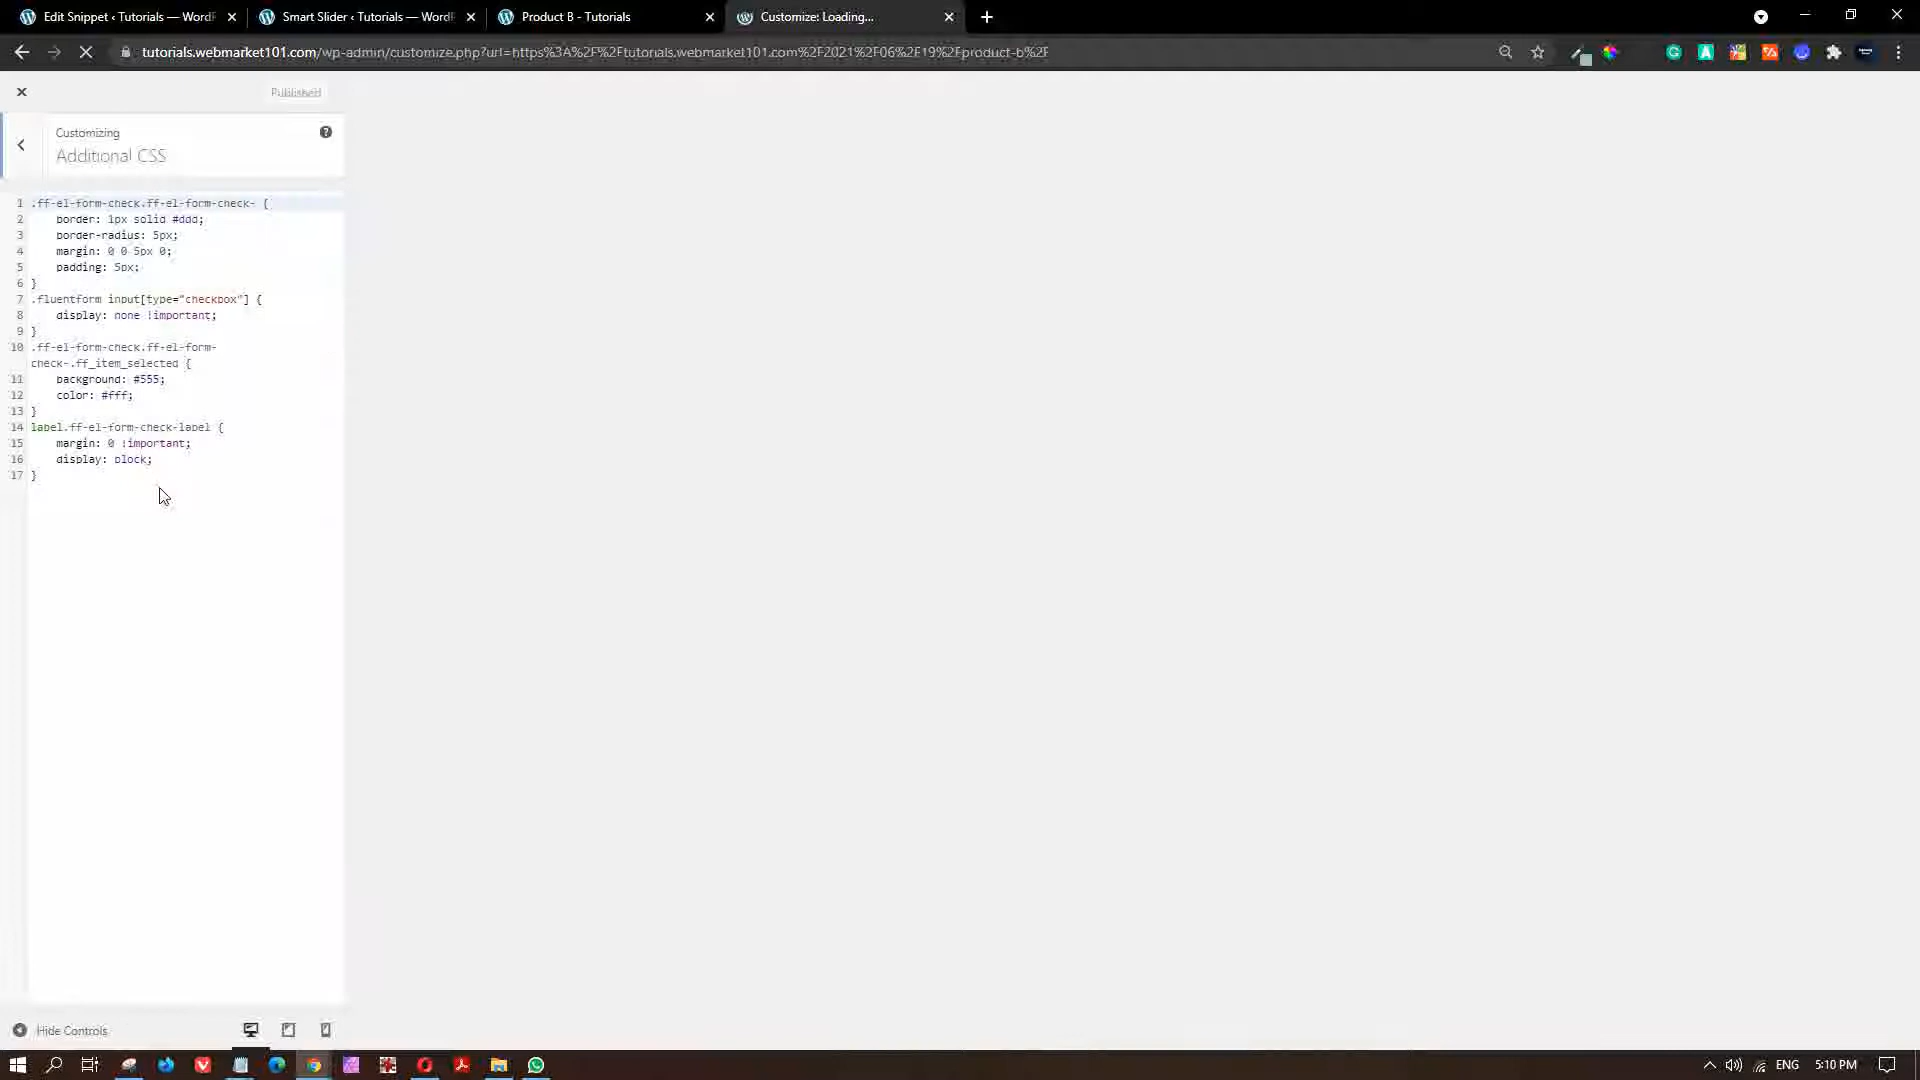 Edit Snippet ‹ Tutorials — WordP
Smart Slider ‹ Tutorials — WordP
Product B - Tutorials
Customize: Loading...
tutorials.webmarket101.com/wp-admin/customize.php?url=https%3A%2F%2Ftutorials.webmarket101.com%2F2021%2F06%2F19%2Fproduct-b%2F
Published
Customizing
Additional CSS
1 .ff-el-form-check.ff-el-form-check- {
2 border: 1px solid #ddd;
3 border-radius: 5px;
4 margin: 0 0 5px 0;
5 padding: 5px;
6 }
7 .fluentform input[type="checkbox"] {
8 display: none !important;
9 }
10 .ff-el-form-check.ff-el-form-
check-.ff_item_selected {
11 background: #555;
12 color: #fff;
13 }
14 label.ff-el-form-check-label {
15 margin: 0 !important;
16 display: block;
17 }
Hide Controls
ENG
5:10 PM